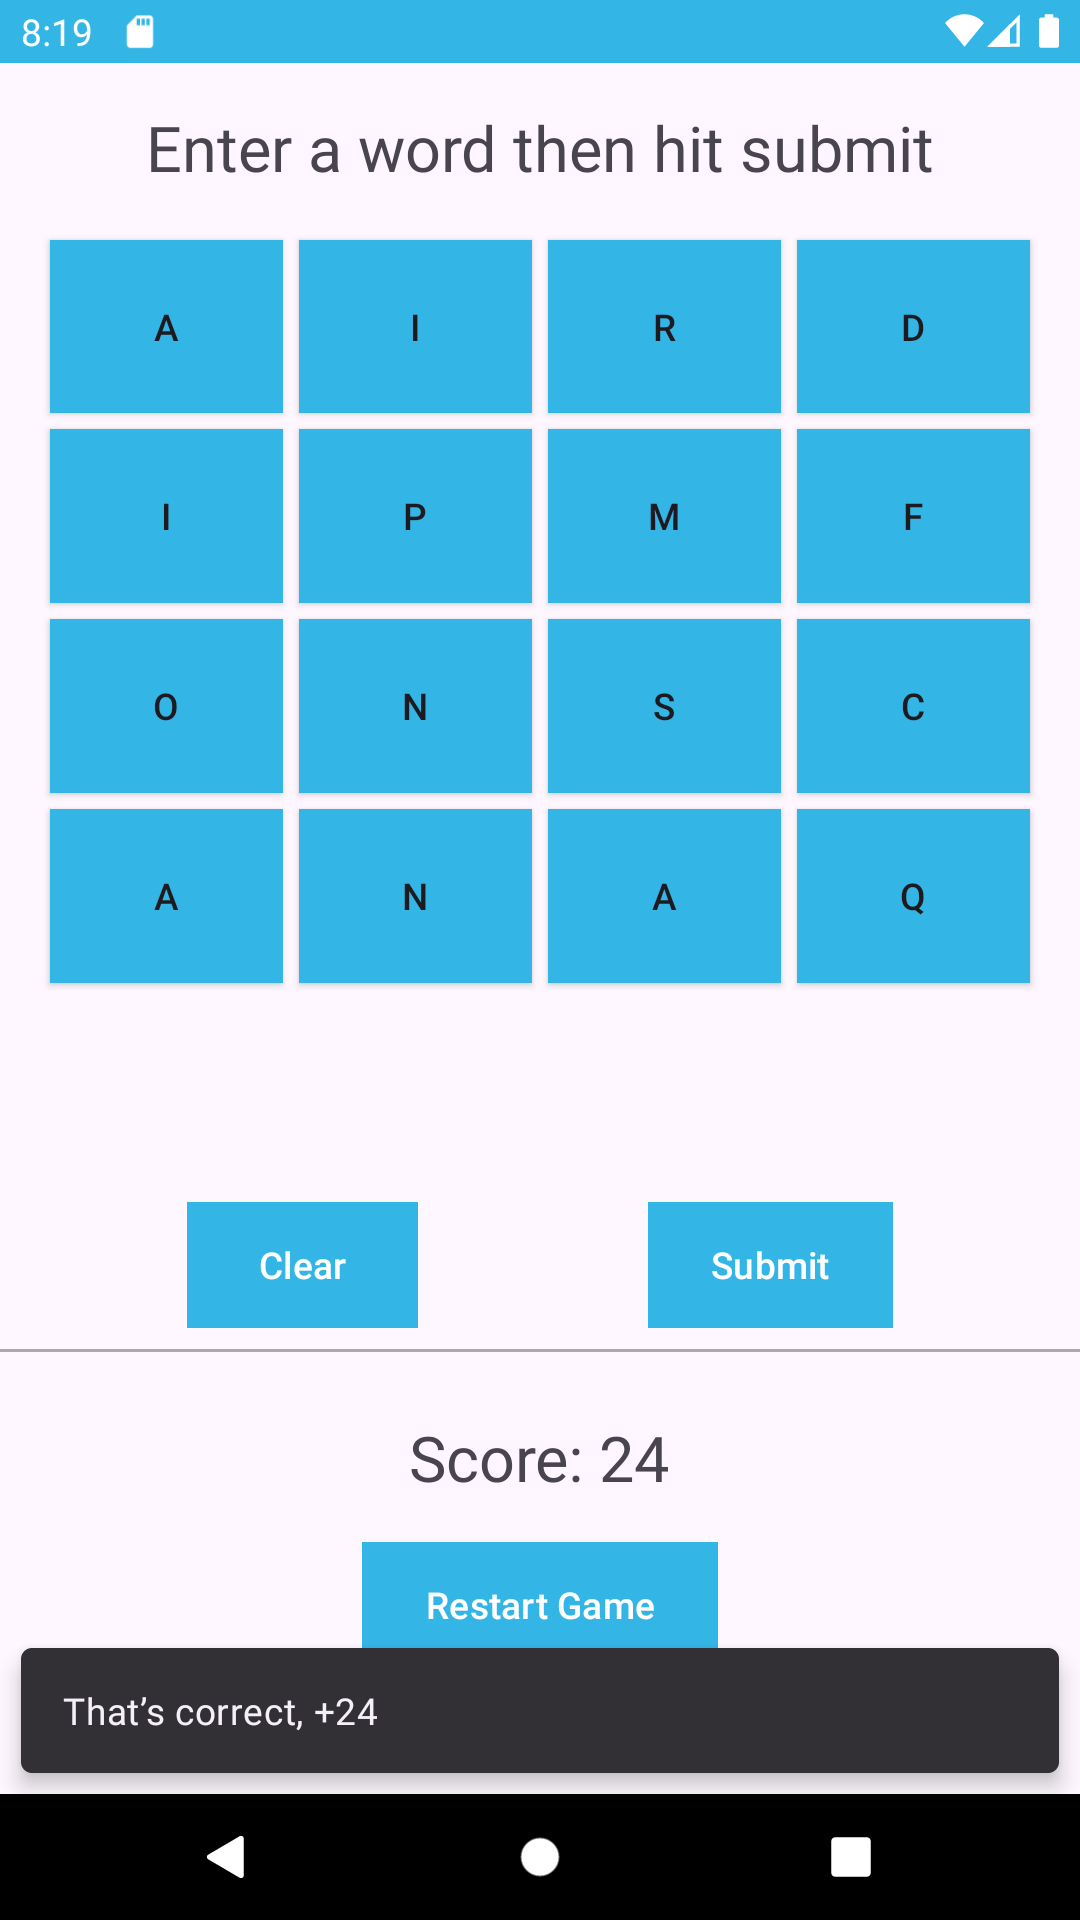 8:19
Enter a word then hit submit
A I R D
I P M F
O N S C
A N A Q
Clear Submit
Score: 24
Restart Game
That’s correct, +24